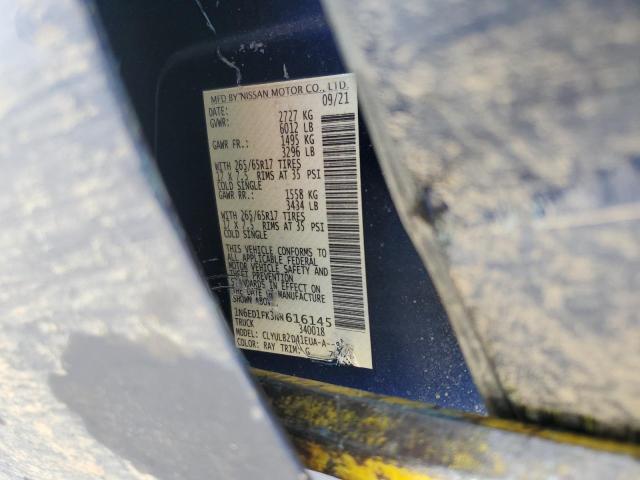 MFD BY NISSAN MOTOR CO., LTD.
DATE: 09/21
GVWR: 2727 KG
6012 LB
GAWR FR.: 1495 KG
3296 LB
WITH 265/65R17 TIRES
17 X 7.5 RIMS AT 35 PSI
COLD SINGLE
GAWR RR.: 1558 KG
3434 LB
WITH 265/65R17 TIRES
17 X 7.5 RIMS AT 35 PSI
COLD SINGLE
THIS VEHICLE CONFORMS TO
ALL APPLICABLE FEDERAL
MOTOR VEHICLE SAFETY AND
THEFT PREVENTION
STANDARDS IN EFFECT ON
THE DATE OF MANUFACTURE
616145
TRUCK 340018
MODEL:
COLOR: RAY TRIM: G